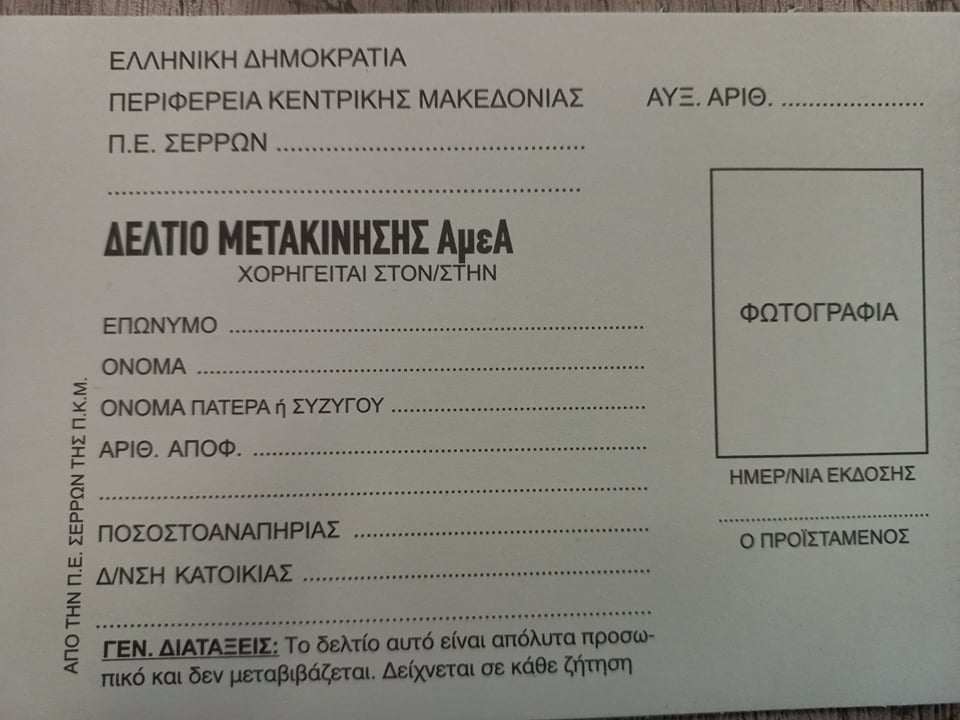 ΕΛΛΗΝΙΚΗ ΔΗΜΟΚΡΑΤΙΑ
ΠΕΡΙΦΕΡΕΙΑ ΚΕΝΤΡΙΚΗΣ ΜΑΚΕΔΟΝΙΑΣ
ΑΥΞ. ΑΡΙΘ. ....................
Π.Ε. ΣΕΡΡΩΝ ............................................
....................................................................
ΔΕΛΤΙΟ ΜΕΤΑΚΙΝΗΣΗΣ ΑμεΑ
ΧΟΡΗΓΕΙΤΑΙ ΣΤΟΝ/ΣΤΗΝ
ΕΠΩΝΥΜΟ ............................................................
ΟΝΟΜΑ ................................................................
ΟΝΟΜΑ ΠΑΤΕΡΑ ή ΣΥΖΥΓΟΥ ....................................
ΑΡΙΘ. ΑΠΟΦ. .........................................................
................................................................................
ΠΟΣΟΣΤΟΑΝΑΠΗΡΙΑΣ ..........................................
Δ/ΝΣΗ ΚΑΤΟΙΚΙΑΣ ..................................................
................................................................................
ΓΕΝ. ΔΙΑΤΑΞΕΙΣ: Το δελτίο αυτό είναι απόλυτα προσω-
πικό και δεν μεταβιβάζεται. Δείχνεται σε κάθε ζήτηση
ΦΩΤΟΓΡΑΦΙΑ
ΗΜΕΡ/ΝΙΑ ΕΚΔΟΣΗΣ
..............................
Ο ΠΡΟΪΣΤΑΜΕΝΟΣ
ΑΠΟ ΤΗΝ Π.Ε. ΣΕΡΡΩΝ ΤΗΣ Π.Κ.Μ.